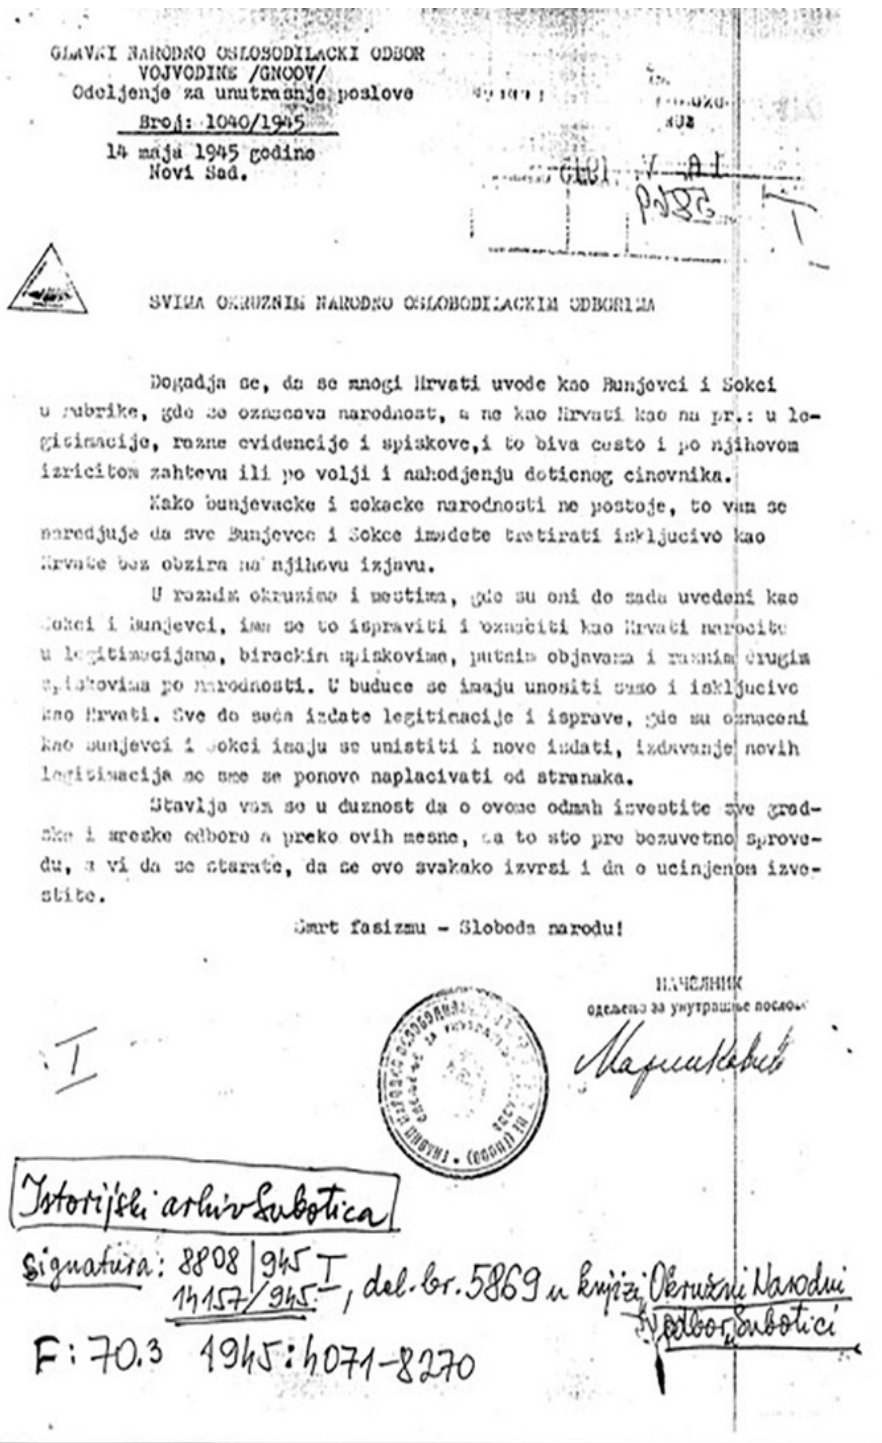 GLAVNI NARODNO OSLOBODILACKI ODBOR
VOJVODINE /GNOOV/
Odeljenje za unutrasnje poslove
Broj: 1040/1945
14 maja 1945 godine
Novi Sad.
SVIMA OKRUZNIM NARODNO OSLOBODILACKIM ODBORIMA
Dogadja se, da se mnogi Hrvati uvode kao Bunjevci i Sokci
u rubrike, gde se oznacava narodnost, a ne kao Hrvati kao na pr.: u le-
gitimacije, razne evidencije i spiskove,i to biva cesto i po njihovom
izricitom zahtevu ili po volji i nahodjenju doticnog cinovnika.
Kako bunjevacke i sokacke narodnosti ne postoje, to vam se
naredjuje da sve Bunjevce i Sokce imadete tretirati iskljucivo kao
Hrvate bez obzira na njihovu izjavu.
U raznim okruzima i mestima, gde su oni do sada uvedeni kao
Sokci i Bunjevci, ima se to ispraviti i oznaciti kao Hrvati narocito
u legitimacijama, birackim spiskovima, putnim objavama i raznim drugim
spiskovima po narodnosti. U buduce se imaju unositi samo i iskljucivo
kao Hrvati. Sve do sada izdate legitimacije i isprave, gde su oznaceni
kao Bunjevci i Sokci imaju se unistiti i nove izdati, izdavanje novih
legitimacija ne sme se ponovo naplacivati od stranaka.
Stavlja vam se u duznost da o ovome odmah izvestite sve grad-
ske i sreske odbore a preko ovih mesne, da to sto pre bezuvetno sprove-
du, a vi da se starate, da se ovo svakako izvrsi i da o ucinjenom izve-
stite.
Smrt fasizmu - Sloboda narodu!
НАЧЕЛНИК
одељења за унутрашње послове
Маринковић
I
Istorijski arhiv Subotica
Signatura: 8808/945 I
14157/945, del. br. 5869 u knjizi "Okružni Narodni
odbor Subotici"
F: 70.3 1945: 4071-8270